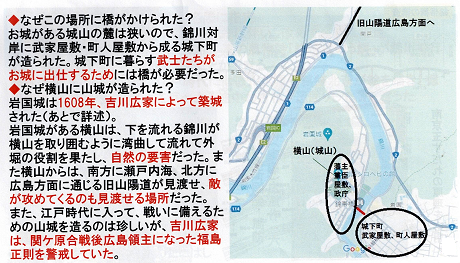 ◆なぜこの場所に橋がかけられた?
お城がある城山の麓は狭いので、錦川対
岸に武家屋敷・町人屋敷から成る城下町
が造られた。城下町に暮らす武士たちが
お城に出仕するためには橋が必要だった。
◆なぜ横山に山城が造られた?
岩国城は1608年、吉川広家によって築城
された(あとで詳述)。
岩国城がある横山は、下を流れる錦川が
横山を取り囲むように湾曲して流れて外
堀の役割を果たし、自然の要害だった。ま
た横山からは、南方に瀬戸内海、北方に
広島方面に通じる旧山陽道が見渡せ、敵
が攻めてくるのも見渡せる場所だった。
また、江戸時代に入って、戦いに備えるた
めの山城を造るのは珍しいが、吉川広家
は、関ケ原合戦後広島領主になった福島
正則を警戒していた。
旧山陽道広島方面へ
岩国城
横山(城山)
藩主
重臣
屋敷、
政庁
城下町
武家屋敷、町人屋敷
Google